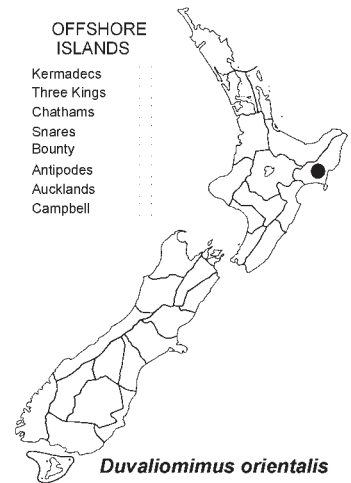 OFFSHORE
ISLANDS
Kermadecs
Three Kings
Chathams
Snares
Bounty
Antipodes
Aucklands
Campbell
Duvaliomimus orientalis